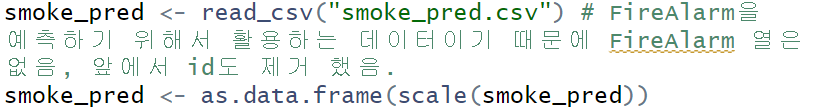 smoke_pred <- read_csv("smoke_pred.csv") # FireAlarm을
예측하기 위해서 활용하는 데이터이기 때문에 FireAlarm 열은
없음, 앞에서 id도 제거 했음.
smoke_pred <- as.data.frame(scale(smoke_pred))